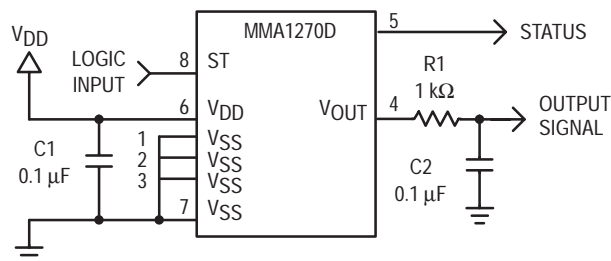 MMA1270D
5
STATUS
VDD
LOGIC
INPUT
8
ST
R1
1 kΩ
6
VDD
VOUT
4
OUTPUT
SIGNAL
1
VSS
2
VSS
3
VSS
C1
0.1 µF
C2
0.1 µF
7
VSS